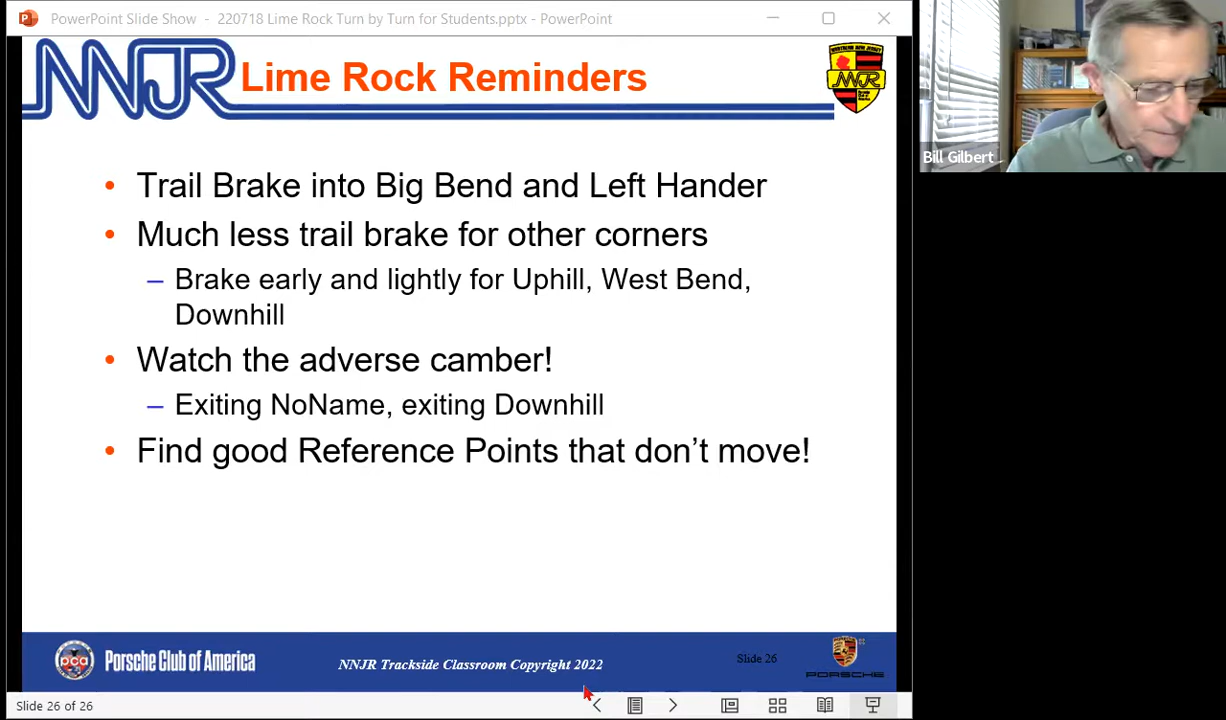 PowerPoint Slide Show - 220718 Lime Rock Turn by Turn for Students.pptx - PowerPoint
NNJR
Lime Rock Reminders
NNJR
Bill Gilbert
• Trail Brake into Big Bend and Left Hander
• Much less trail brake for other corners
– Brake early and lightly for Uphill, West Bend,
Downhill
• Watch the adverse camber!
– Exiting NoName, exiting Downhill
• Find good Reference Points that don’t move!
pca
Porsche Club of America
NNJR Trackside Classroom Copyright 2022
Slide 26
PORSCHE
Slide 26 of 26